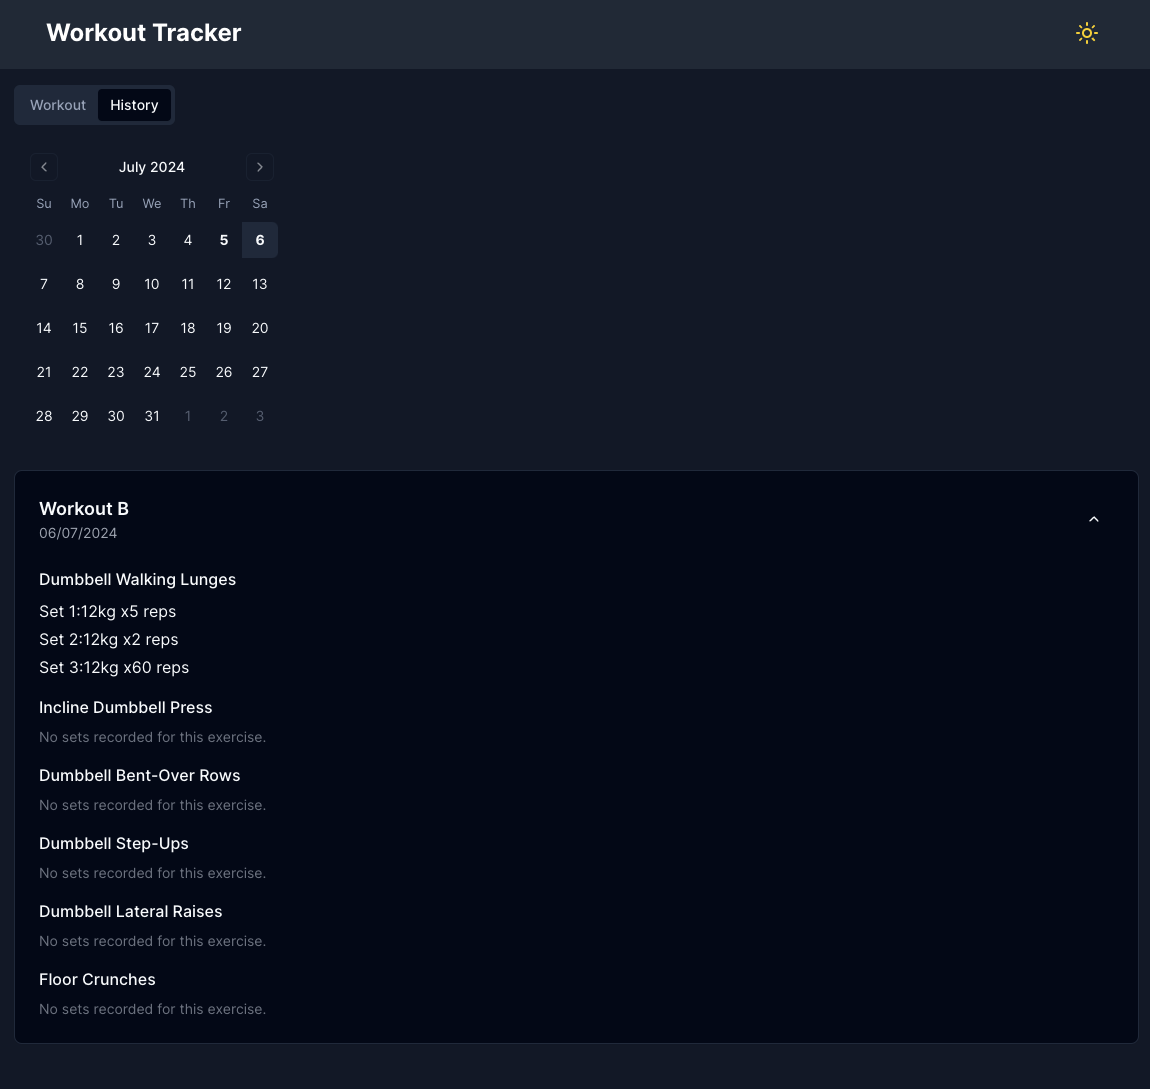 Workout Tracker
Workout History
July 2024
Su Mo Tu We Th Fr Sa
30 1 2 3 4 5 6
7 8 9 10 11 12 13
14 15 16 17 18 19 20
21 22 23 24 25 26 27
28 29 30 31 1 2 3
Workout B
06/07/2024
Dumbbell Walking Lunges
Set 1:12kg x5 reps
Set 2:12kg x2 reps
Set 3:12kg x60 reps
Incline Dumbbell Press
No sets recorded for this exercise.
Dumbbell Bent-Over Rows
No sets recorded for this exercise.
Dumbbell Step-Ups
No sets recorded for this exercise.
Dumbbell Lateral Raises
No sets recorded for this exercise.
Floor Crunches
No sets recorded for this exercise.